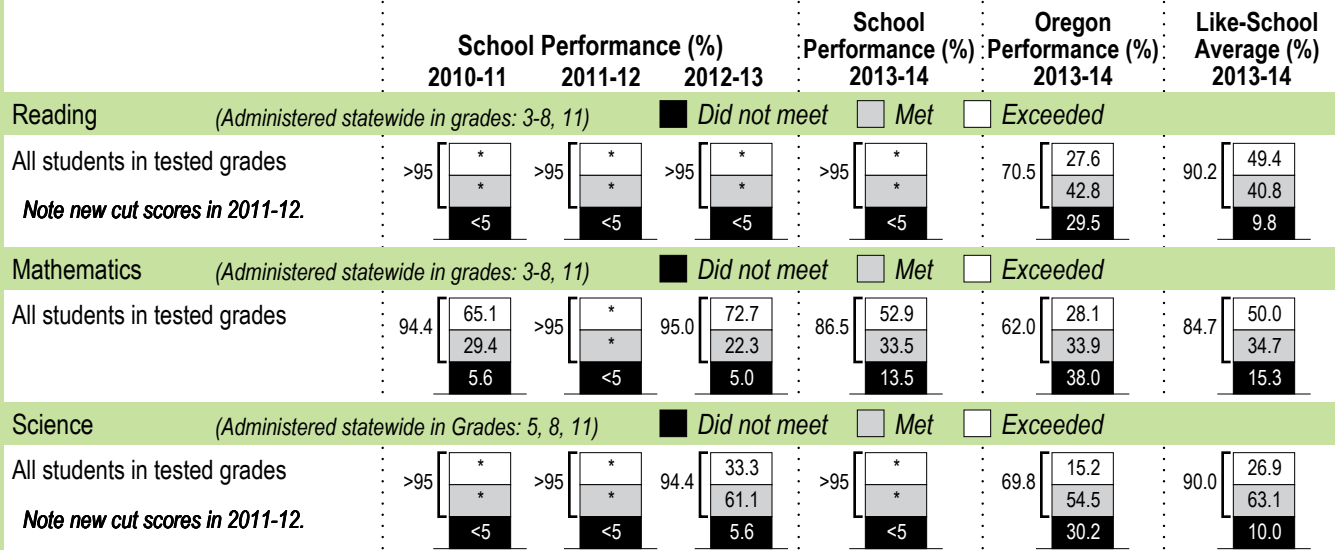 School Performance (%)
School Performance (%)
Oregon Performance (%)
Like-School Average (%)
2010-11 2011-12 2012-13 2013-14 2013-14 2013-14
Reading (Administered statewide in grades: 3-8, 11) Did not meet Met Exceeded
All students in tested grades
Note new cut scores in 2011-12.
>95 * * <5
>95 * * <5
>95 * * <5
>95 * * <5
70.5 27.6 42.8 29.5
90.2 49.4 40.8 9.8
Mathematics (Administered statewide in grades: 3-8, 11) Did not meet Met Exceeded
All students in tested grades
94.4 65.1 29.4 5.6
>95 * * <5
95.0 72.7 22.3 5.0
86.5 52.9 33.5 13.5
62.0 28.1 33.9 38.0
84.7 50.0 34.7 15.3
Science (Administered statewide in Grades: 5, 8, 11) Did not meet Met Exceeded
All students in tested grades
Note new cut scores in 2011-12.
>95 * * <5
>95 * * <5
94.4 33.3 61.1 5.6
>95 * * <5
69.8 15.2 54.5 30.2
90.0 26.9 63.1 10.0